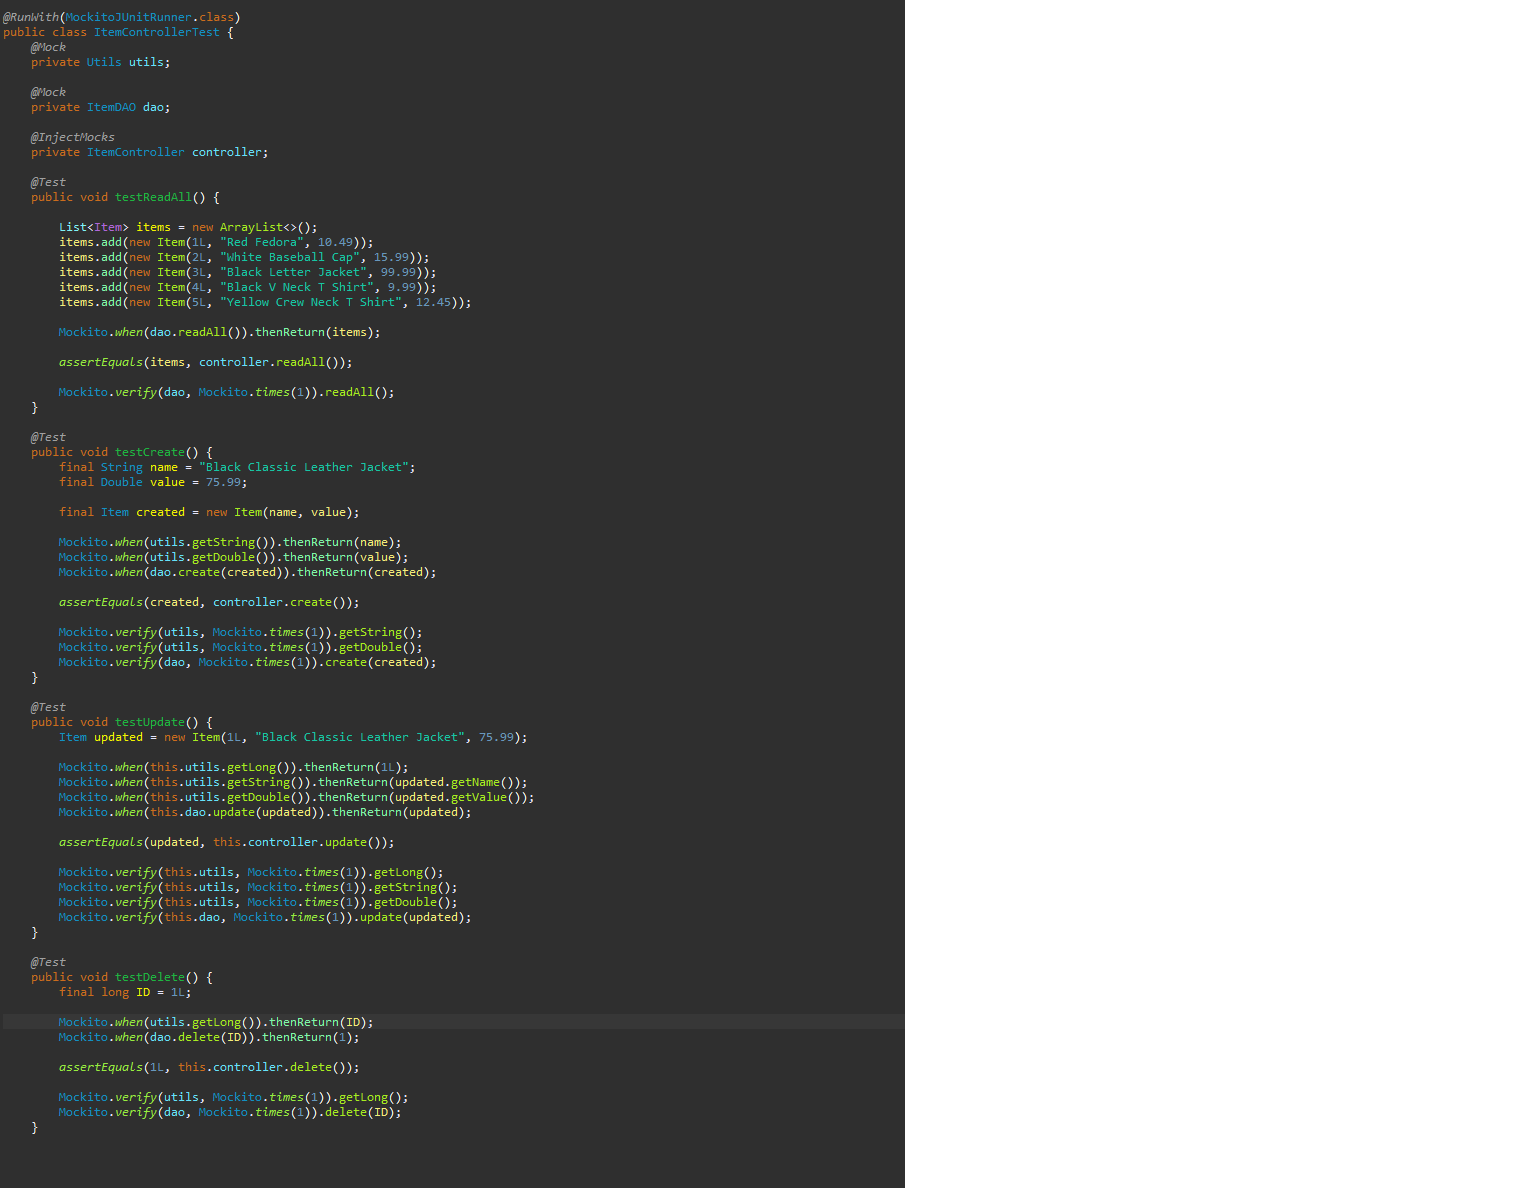 @RunWith(MockitoJUnitRunner.class)
public class ItemControllerTest {
@Mock
private Utils utils;
@Mock
private ItemDAO dao;
@InjectMocks
private ItemController controller;
@Test
public void testReadAll() {
List<Item> items = new ArrayList<>();
items.add(new Item(1L, "Red Fedora", 10.49));
items.add(new Item(2L, "White Baseball Cap", 15.99));
items.add(new Item(3L, "Black Letter Jacket", 99.99));
items.add(new Item(4L, "Black V Neck T Shirt", 9.99));
items.add(new Item(5L, "Yellow Crew Neck T Shirt", 12.45));
Mockito.when(dao.readAll()).thenReturn(items);
assertEquals(items, controller.readAll());
Mockito.verify(dao, Mockito.times(1)).readAll();
}
@Test
public void testCreate() {
final String name = "Black Classic Leather Jacket";
final Double value = 75.99;
final Item created = new Item(name, value);
Mockito.when(utils.getString()).thenReturn(name);
Mockito.when(utils.getDouble()).thenReturn(value);
Mockito.when(dao.create(created)).thenReturn(created);
assertEquals(created, controller.create());
Mockito.verify(utils, Mockito.times(1)).getString();
Mockito.verify(utils, Mockito.times(1)).getDouble();
Mockito.verify(dao, Mockito.times(1)).create(created);
}
@Test
public void testUpdate() {
Item updated = new Item(1L, "Black Classic Leather Jacket", 75.99);
Mockito.when(this.utils.getLong()).thenReturn(1L);
Mockito.when(this.utils.getString()).thenReturn(updated.getName());
Mockito.when(this.utils.getDouble()).thenReturn(updated.getValue());
Mockito.when(this.dao.update(updated)).thenReturn(updated);
assertEquals(updated, this.controller.update());
Mockito.verify(this.utils, Mockito.times(1)).getLong();
Mockito.verify(this.utils, Mockito.times(1)).getString();
Mockito.verify(this.utils, Mockito.times(1)).getDouble();
Mockito.verify(this.dao, Mockito.times(1)).update(updated);
}
@Test
public void testDelete() {
final long ID = 1L;
Mockito.when(utils.getLong()).thenReturn(ID);
Mockito.when(dao.delete(ID)).thenReturn(1);
assertEquals(1L, this.controller.delete());
Mockito.verify(utils, Mockito.times(1)).getLong();
Mockito.verify(dao, Mockito.times(1)).delete(ID);
}